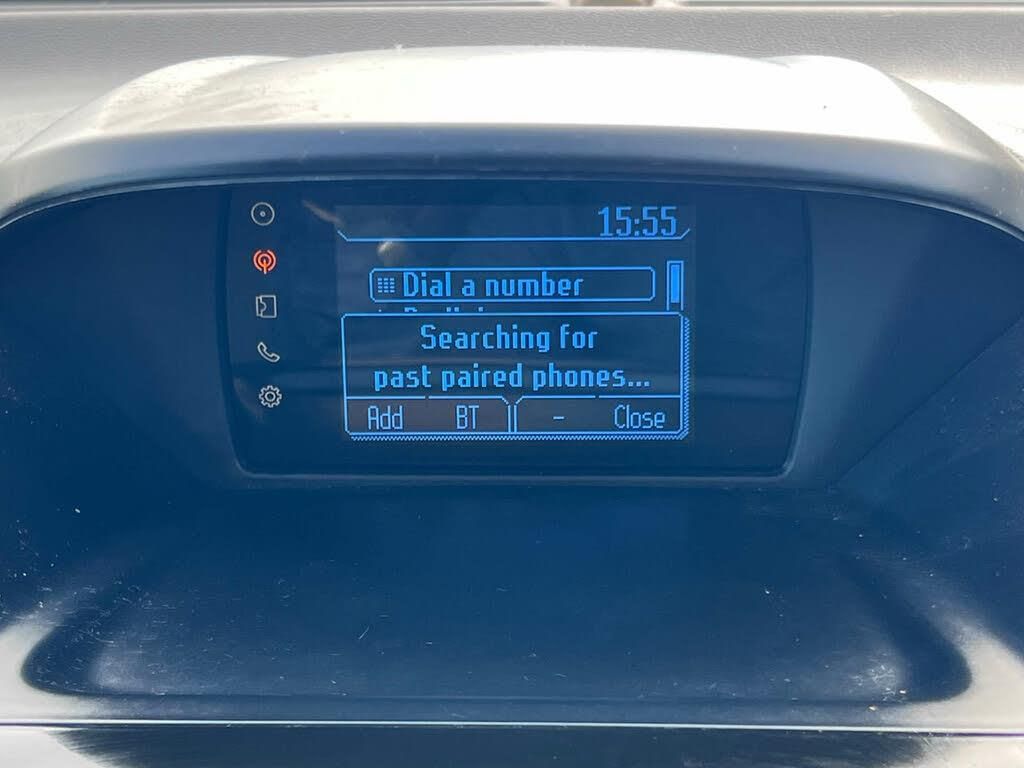 15:55
Dial a number
Searching for
past paired phones...
Add BT - Close